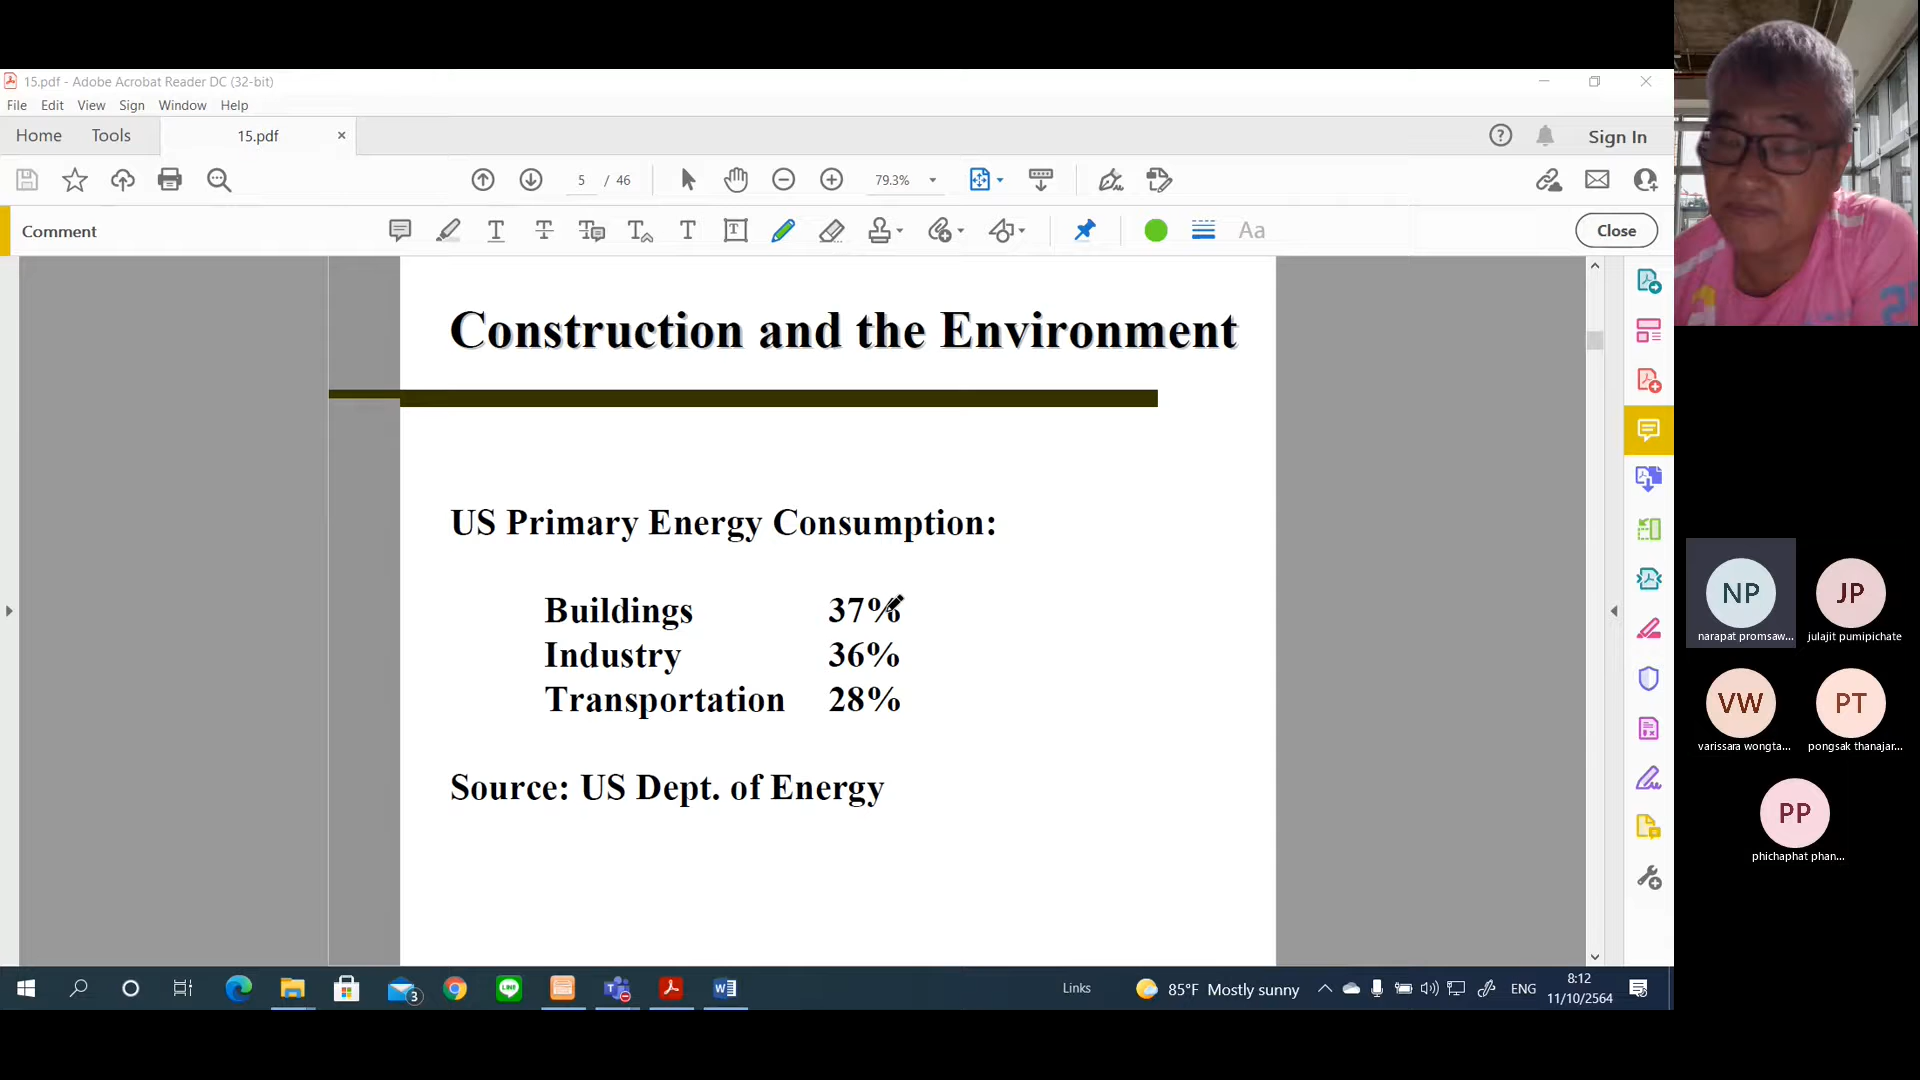 15.pdf - Adobe Acrobat Reader DC (32-bit)
File Edit View Sign Window Help
Home Tools 15.pdf Sign In
5 / 46 79.3%
Comment Aa Close
Construction and the Environment
US Primary Energy Consumption:
Buildings 37%
Industry 36%
Transportation 28%
Source: US Dept. of Energy
NP JP
narapat promsaw... julajit pumipichate
VW PT
varissara wongta... pongsak thanajar...
PP
phichaphat phan...
3 Links 85°F Mostly sunny ENG 8:12
11/10/2564